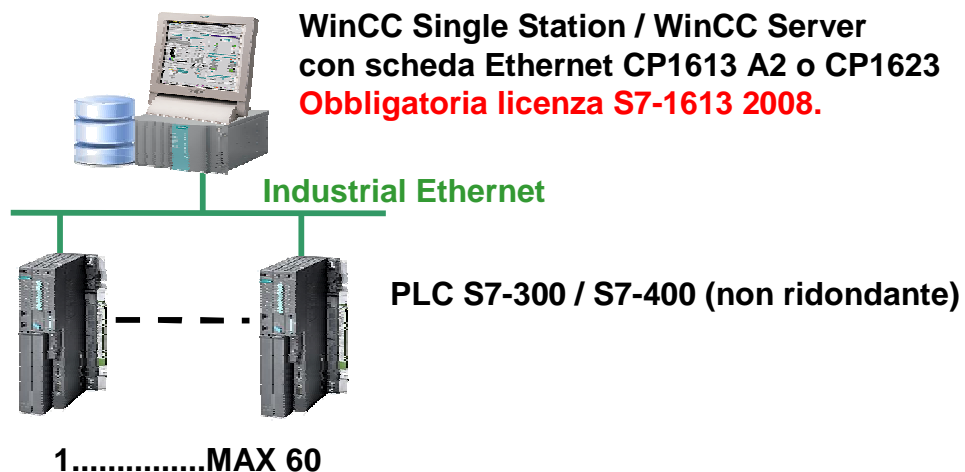 WinCC Single Station / WinCC Server
con scheda Ethernet CP1613 A2 o CP1623
Obbligatoria licenza S7-1613 2008.
Industrial Ethernet
PLC S7-300 / S7-400 (non ridondante)
1...............MAX 60